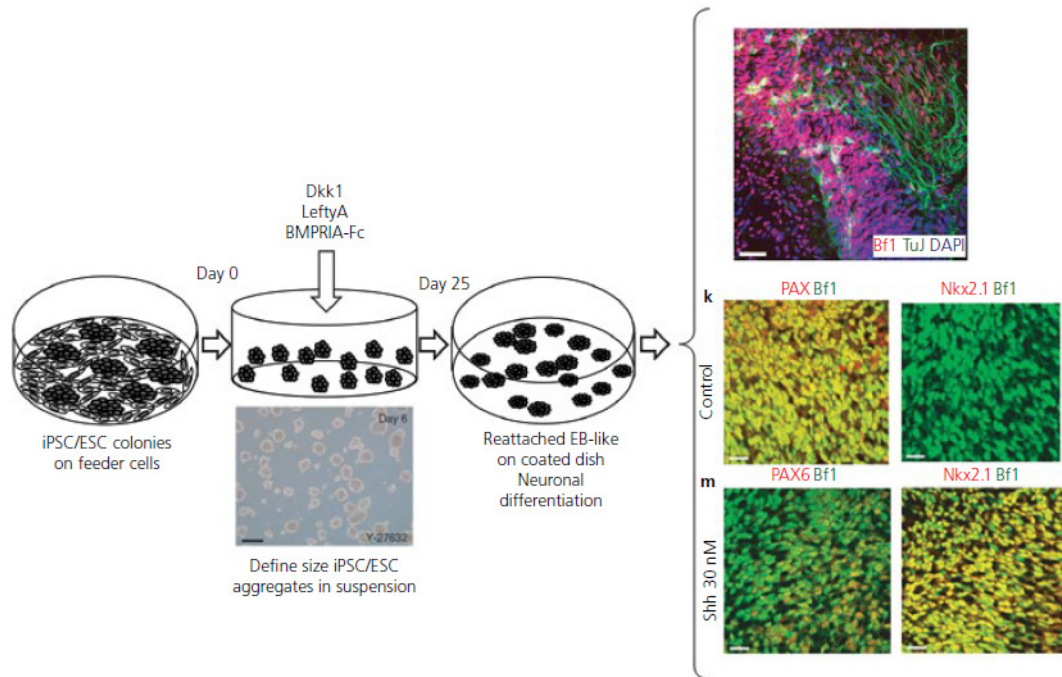 Dkk1
LeftyA
BMPRIA-Fc
Day 0
Day 25
iPSC/ESC colonies
on feeder cells
Day 6
Y-27632
Define size iPSC/ESC
aggregates in suspension
Reattached EB-like
on coated dish
Neuronal
differentiation
Bf1 TuJ DAPI
k
PAX Bf1
Nkx2.1 Bf1
Control
m
PAX6 Bf1
Nkx2.1 Bf1
Shh 30 nM